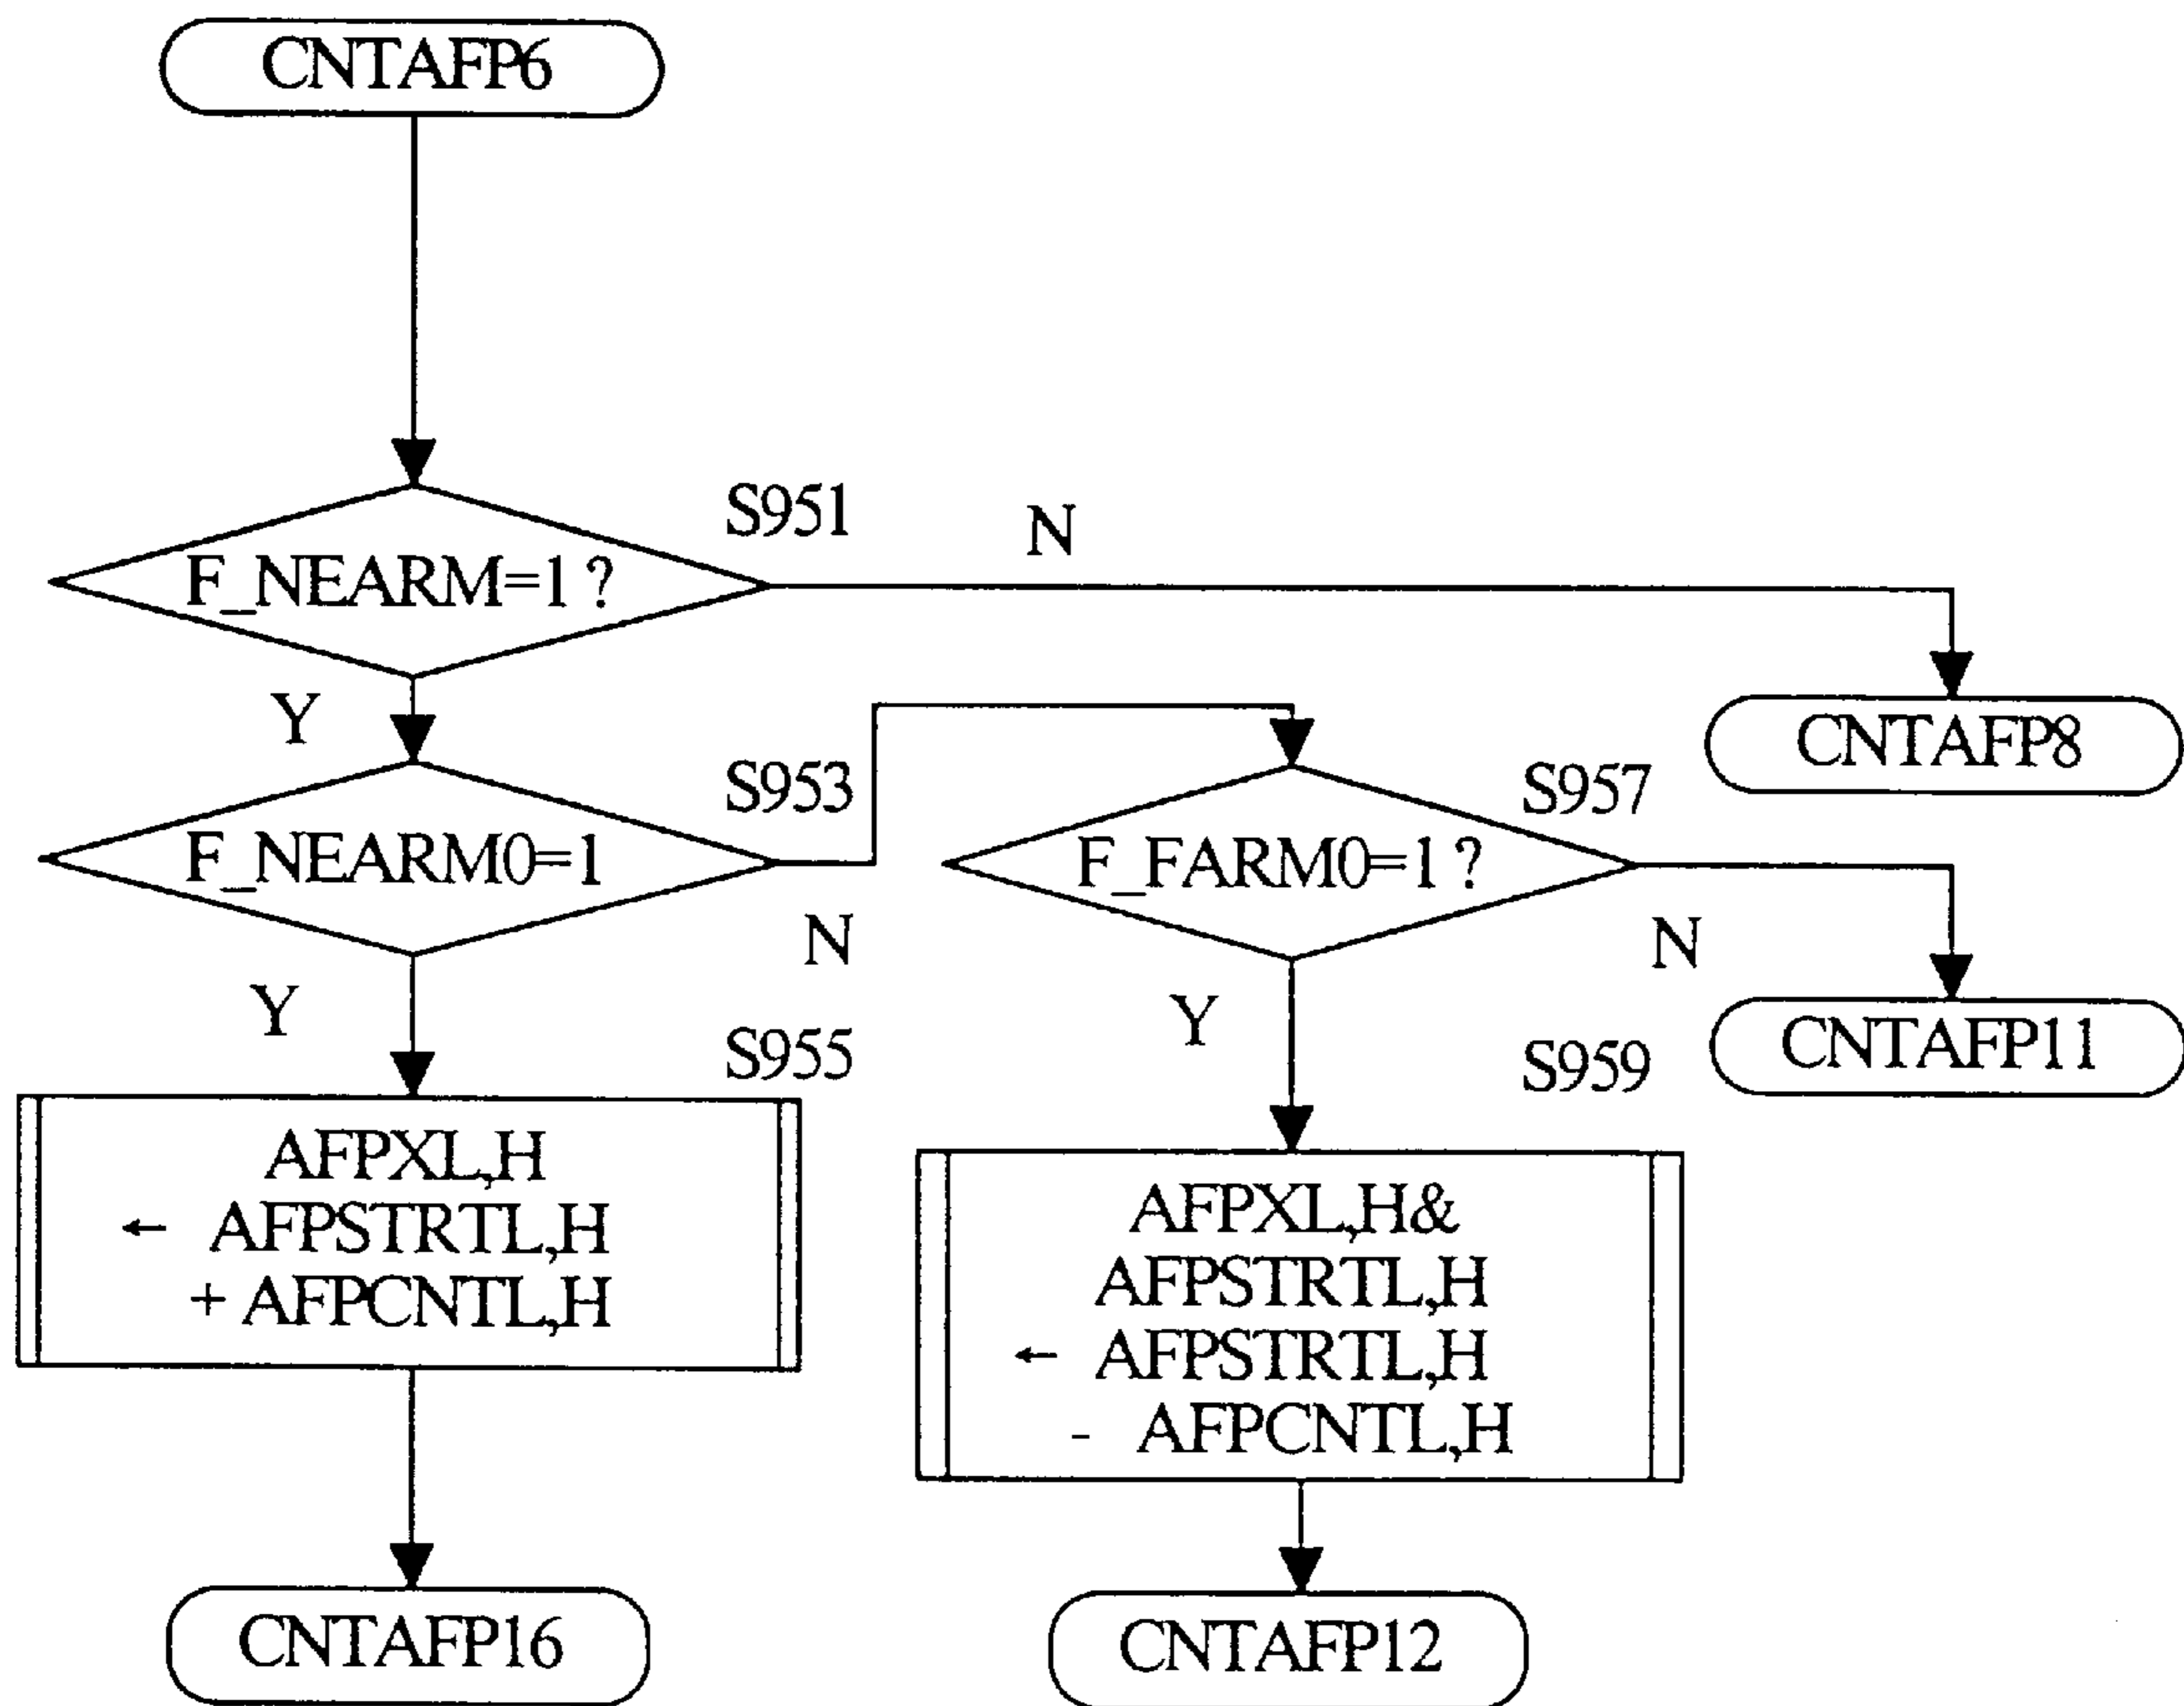 CNTAFP6
S951
N
F_NEARM=1 ?
Y
CNTAFP8
S953
S957
F_NEARM0=1
F_FARM0=1 ?
N
N
Y
Y
CNTAFP11
S955
S959
AFPXL,H
← AFPSTRTL,H
+ AFPCNTL,H
AFPXL,H&
AFPSTRTL,H
← AFPSTRTL,H
- AFPCNTL,H
CNTAFP16
CNTAFP12